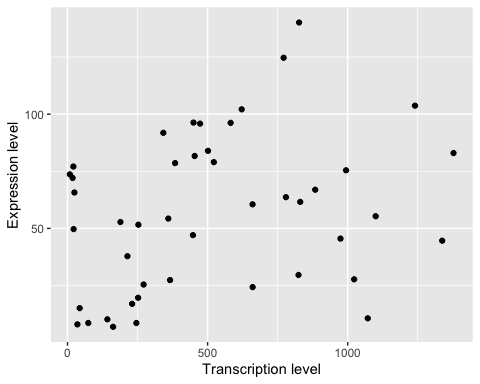 Expression level
100
50
0
500
1000
Transcription level